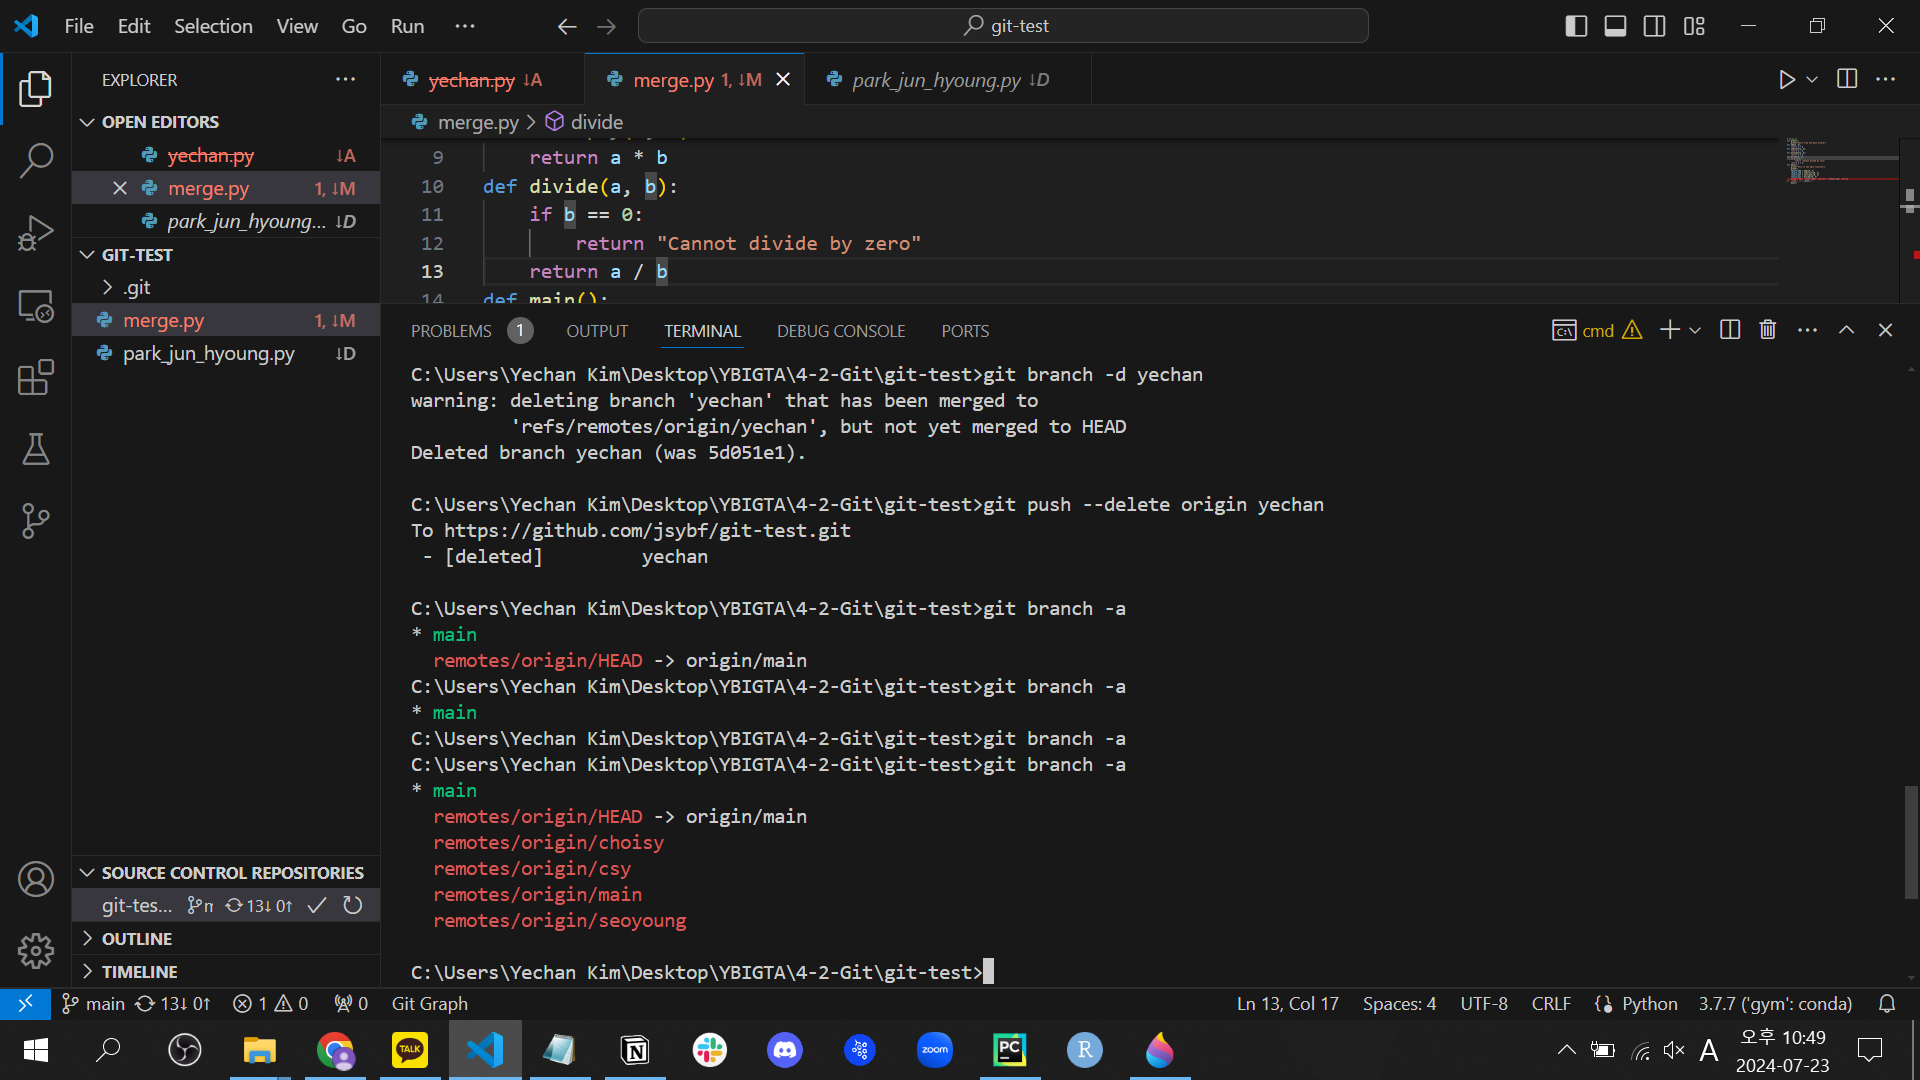 File Edit Selection View Go Run ···
git-test
EXPLORER
OPEN EDITORS
yechan.py ↓A
merge.py 1, ↓M
park_jun_hyoung... ↓D
GIT-TEST
.git
merge.py 1, ↓M
park_jun_hyoung.py ↓D
SOURCE CONTROL REPOSITORIES
git-tes... 13↓ 0↑
OUTLINE
TIMELINE
yechan.py ↓A
merge.py 1, ↓M
park_jun_hyoung.py ↓D
merge.py > divide
9 return a * b
10 def divide(a, b):
11 if b == 0:
12 return "Cannot divide by zero"
13 return a / b
14 def main():
PROBLEMS 1 OUTPUT TERMINAL DEBUG CONSOLE PORTS
cmd
C:\Users\Yechan Kim\Desktop\YBIGTA\4-2-Git\git-test>git branch -d yechan
warning: deleting branch 'yechan' that has been merged to
'refs/remotes/origin/yechan', but not yet merged to HEAD
Deleted branch yechan (was 5d051e1).
C:\Users\Yechan Kim\Desktop\YBIGTA\4-2-Git\git-test>git push --delete origin yechan
To https://github.com/jsybf/git-test.git
- [deleted] yechan
C:\Users\Yechan Kim\Desktop\YBIGTA\4-2-Git\git-test>git branch -a
* main
remotes/origin/HEAD -> origin/main
C:\Users\Yechan Kim\Desktop\YBIGTA\4-2-Git\git-test>git branch -a
* main
C:\Users\Yechan Kim\Desktop\YBIGTA\4-2-Git\git-test>git branch -a
C:\Users\Yechan Kim\Desktop\YBIGTA\4-2-Git\git-test>git branch -a
* main
remotes/origin/HEAD -> origin/main
remotes/origin/choisy
remotes/origin/csy
remotes/origin/main
remotes/origin/seoyoung
C:\Users\Yechan Kim\Desktop\YBIGTA\4-2-Git\git-test>
main 13↓ 0↑ 1 0 0 Git Graph
Ln 13, Col 17 Spaces: 4 UTF-8 CRLF Python 3.7.7 ('gym': conda)
TALK
zoom
PC
R
A
오후 10:49
2024-07-23